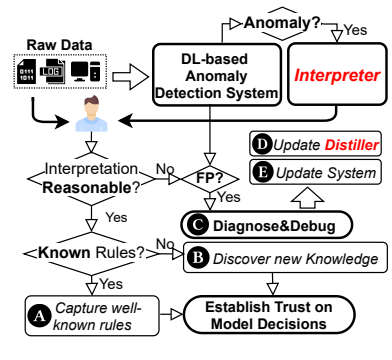 Raw Data
0111
1011
LOG
DL-based
Anomaly
Detection System
Anomaly?
Yes
Interpreter
Interpretation
Reasonable?
No
FP?
D Update Distiller
E Update System
Yes
Yes
C Diagnose&Debug
Known Rules?
No
B Discover new Knowledge
Yes
A Capture well-
known rules
Establish Trust on
Model Decisions